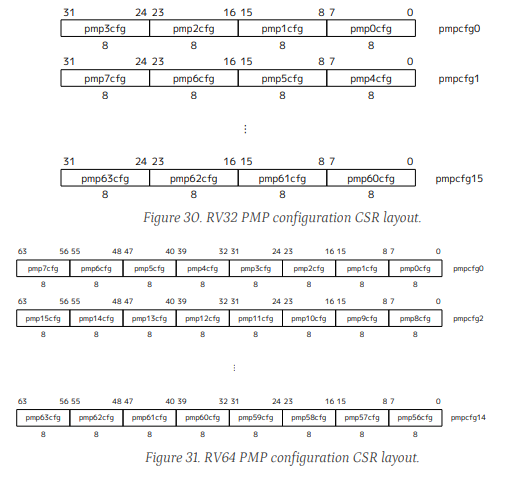 31 24 23 16 15 8 7 0
pmp3cfg pmp2cfg pmp1cfg pmp0cfg pmpcfg0
8 8 8 8
31 24 23 16 15 8 7 0
pmp7cfg pmp6cfg pmp5cfg pmp4cfg pmpcfg1
8 8 8 8
⋮
31 24 23 16 15 8 7 0
pmp63cfg pmp62cfg pmp61cfg pmp60cfg pmpcfg15
8 8 8 8
Figure 30. RV32 PMP configuration CSR layout.
63 56 55 48 47 40 39 32 31 24 23 16 15 8 7 0
pmp7cfg pmp6cfg pmp5cfg pmp4cfg pmp3cfg pmp2cfg pmp1cfg pmp0cfg pmpcfg0
8 8 8 8 8 8 8 8
63 56 55 48 47 40 39 32 31 24 23 16 15 8 7 0
pmp15cfg pmp14cfg pmp13cfg pmp12cfg pmp11cfg pmp10cfg pmp9cfg pmp8cfg pmpcfg2
8 8 8 8 8 8 8 8
⋮
63 56 55 48 47 40 39 32 31 24 23 16 15 8 7 0
pmp63cfg pmp62cfg pmp61cfg pmp60cfg pmp59cfg pmp58cfg pmp57cfg pmp56cfg pmpcfg14
8 8 8 8 8 8 8 8
Figure 31. RV64 PMP configuration CSR layout.